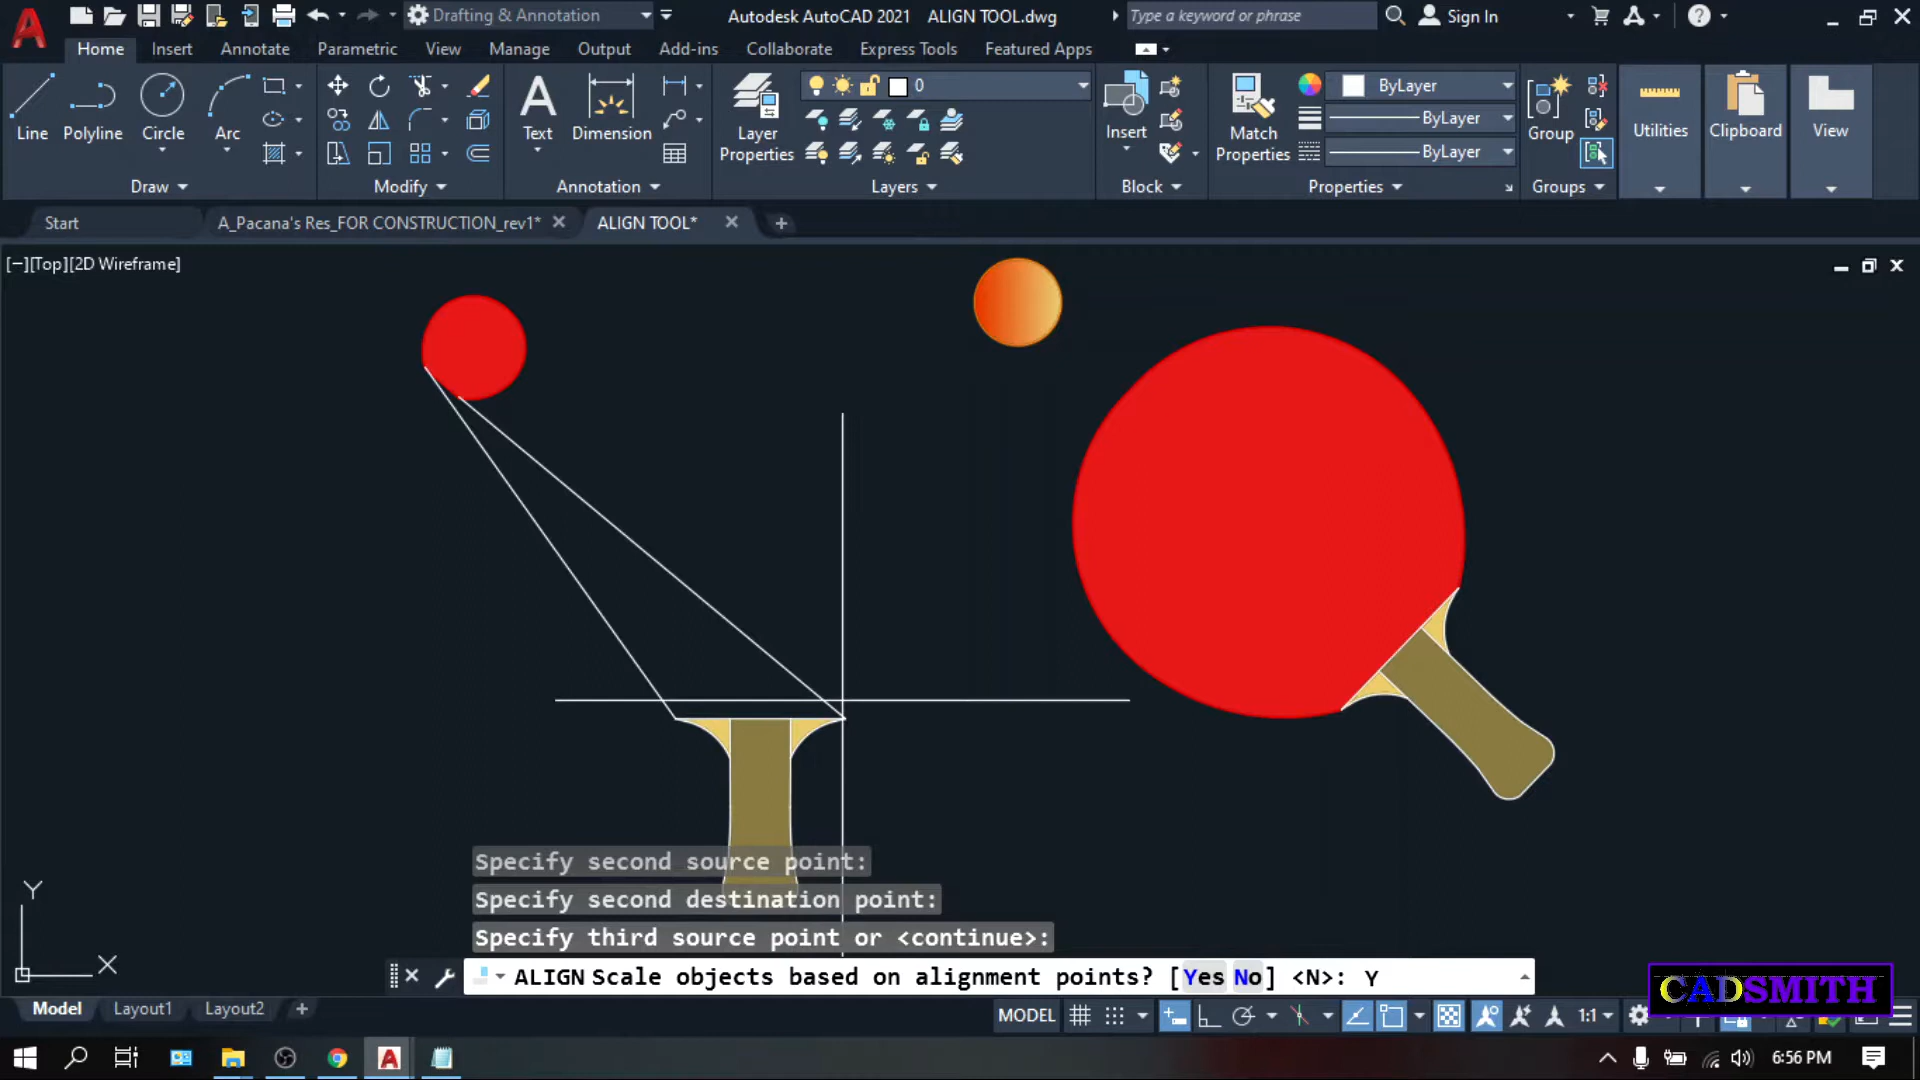 Drafting & Annotation
Autodesk AutoCAD 2021 ALIGN TOOL.dwg
Type a keyword or phrase
Sign In
Home Insert Annotate Parametric View Manage Output Add-ins Collaborate Express Tools Featured Apps
0
ByLayer
ByLayer
ByLayer
Line Polyline Circle Arc
Text Dimension
Layer
Properties
Insert
Match
Properties
Group
Utilities Clipboard View
Draw Modify Annotation Layers Block Properties Groups
Start A_Pacana's Res_FOR CONSTRUCTION_rev1* ALIGN TOOL*
[−][Top][2D Wireframe]
Y
X
Specify second source point:
Specify second destination point:
Specify third source point or <continue>:
ALIGN Scale objects based on alignment points? [Yes No] <N>: Y
CADSMITH
Model Layout1 Layout2
MODEL 1:1
6:56 PM